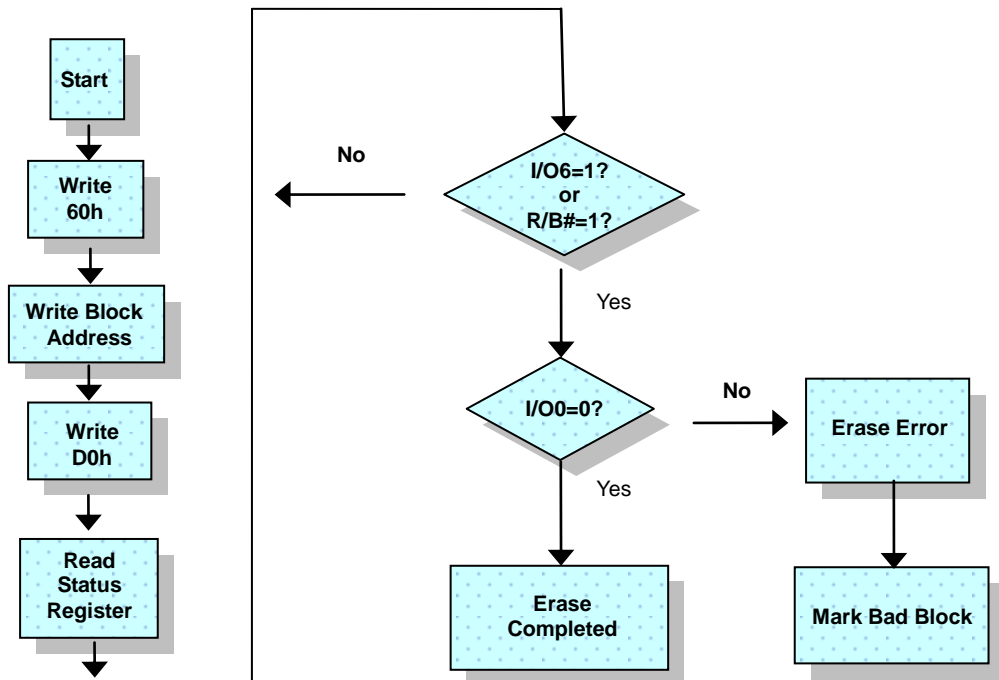 Start
Write
60h
Write Block
Address
Write
D0h
Read
Status
Register
No
I/O6=1?
or
R/B#=1?
Yes
I/O0=0?
No
Yes
Erase Error
Erase
Completed
Mark Bad Block